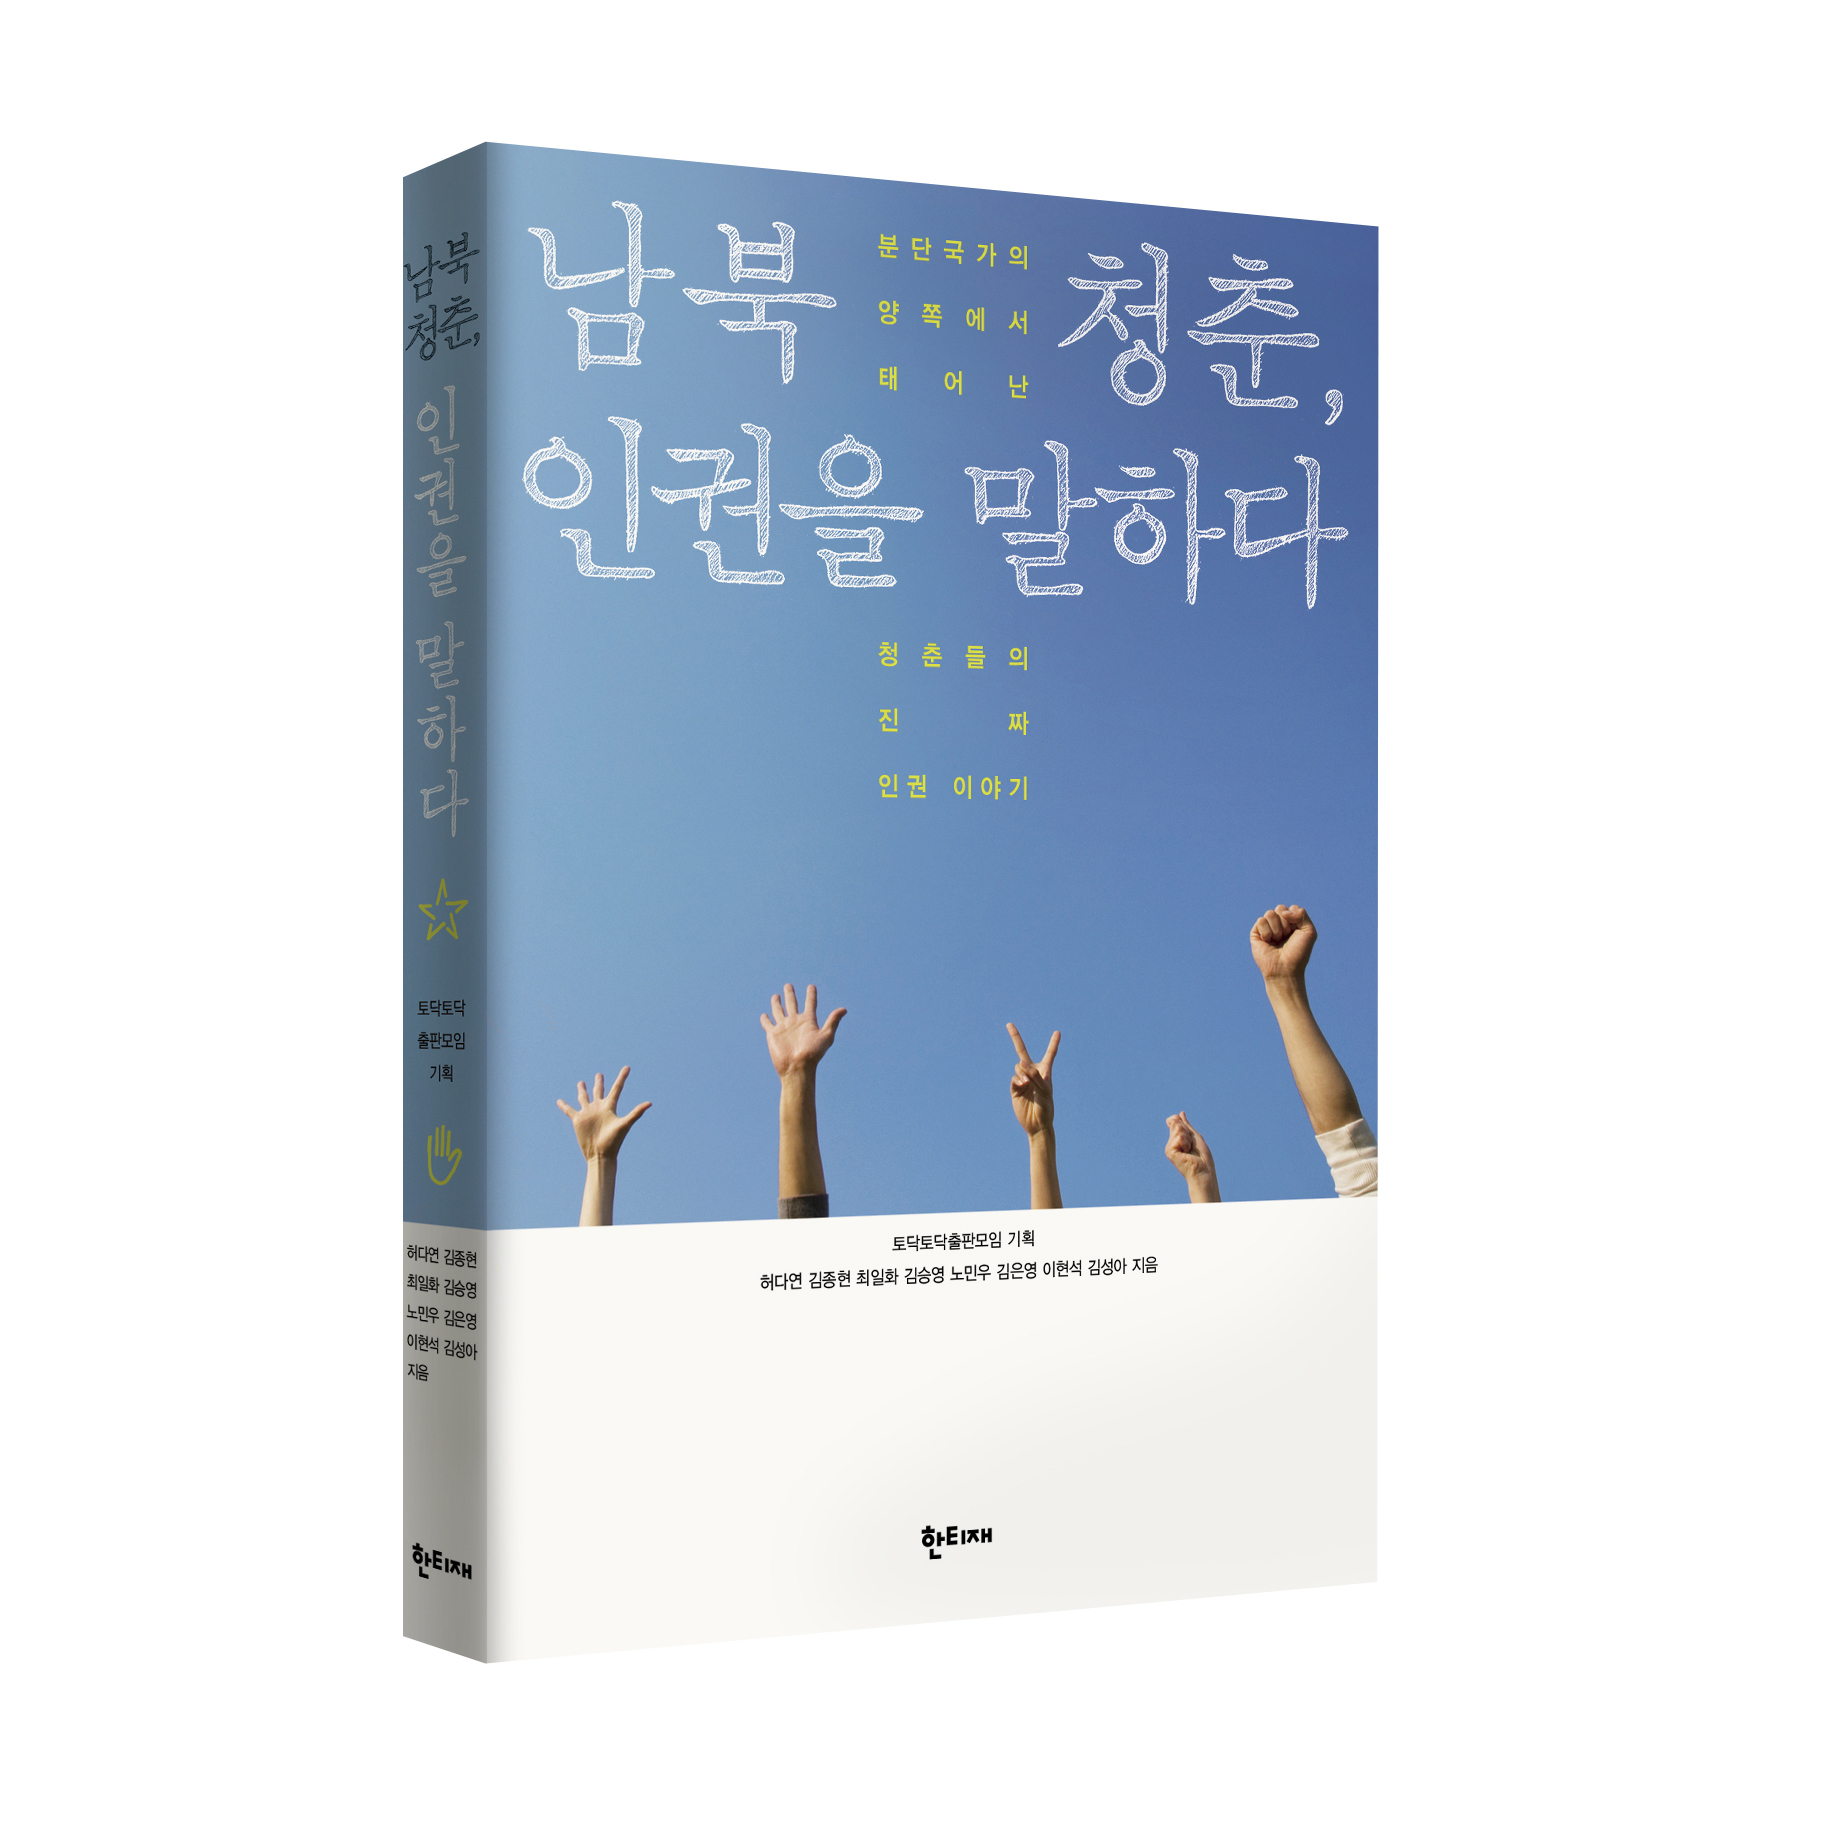 남북 청춘,
인권을 말하다
분단국가의
양쪽에서
태어난
청춘들의
진짜
인권 이야기
토닥토닥출판모임 기획
허다연 김종현 최일화 김승영 노민우 김은영 이현석 김성아 지음
한티재
남북
청춘,
인권을 말하다
토닥토닥
출판모임
기획
허다연 김종현
최일화 김승영
노민우 김은영
이현석 김성아
지음
한티재